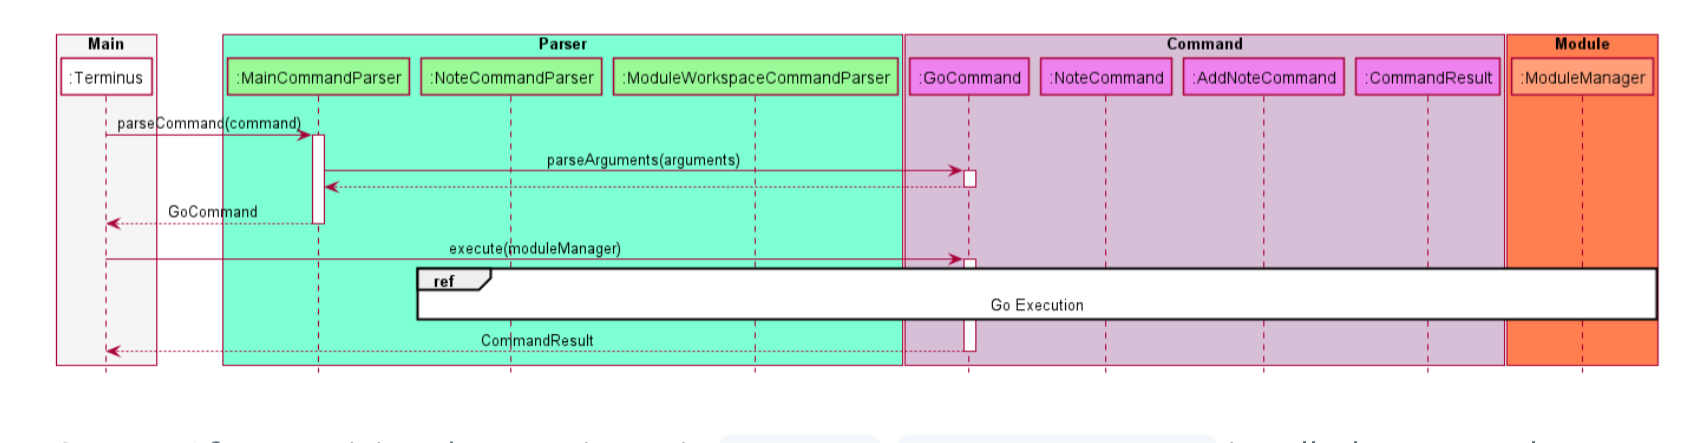 Main
Parser
Command
Module
:Terminus
:MainCommandParser
:NoteCommandParser
:ModuleWorkspaceCommandParser
:GoCommand
:NoteCommand
:AddNoteCommand
:CommandResult
:ModuleManager
parseCommand(command)
parseArguments(arguments)
GoCommand
execute(moduleManager)
ref
Go Execution
CommandResult